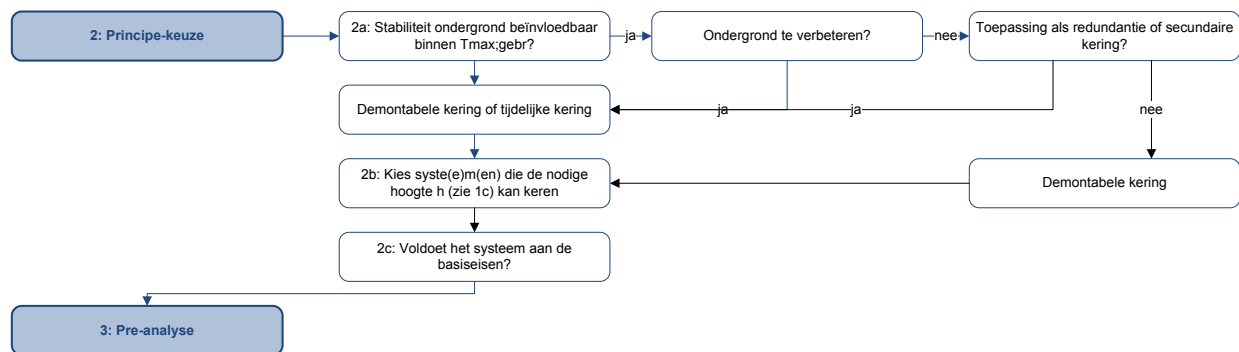 2: Principe-keuze
2a: Stabiliteit ondergrond beïnvloedbaar
binnen Tmax;gebr?
ja
Ondergrond te verbeteren?
nee
Toepassing als redundantie of secundaire
kering?
Demontabele kering of tijdelijke kering
ja
ja
nee
2b: Kies syste(e)m(en) die de nodige
hoogte h (zie 1c) kan keren
Demontabele kering
2c: Voldoet het systeem aan de
basiseisen?
3: Pre-analyse